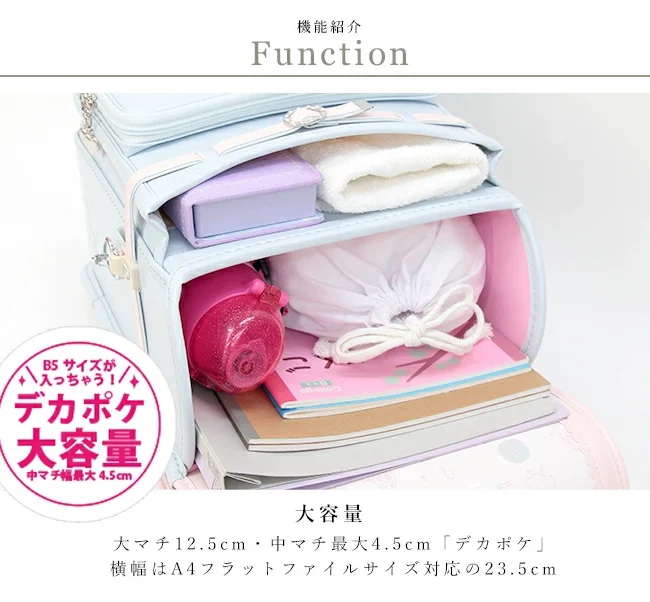 機能紹介
Function
B5 サイズが
入っちゃう！
デカポケ
大容量
中マチ幅最大 4.5cm
大容量
大マチ12.5cm・中マチ最大4.5cm「デカポケ」
横幅はA4フラットファイルサイズ対応の23.5cm